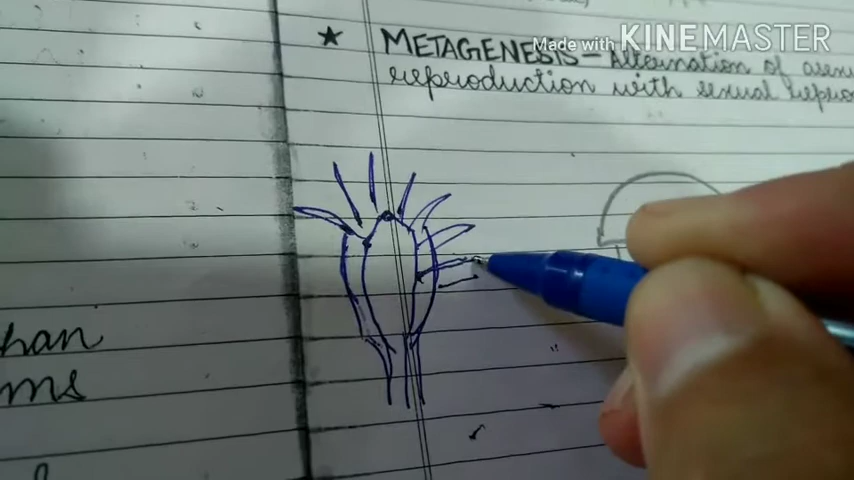 Made with KINEMASTER
★ METAGENESIS - Alternation of
reproduction with sexual
han
ms